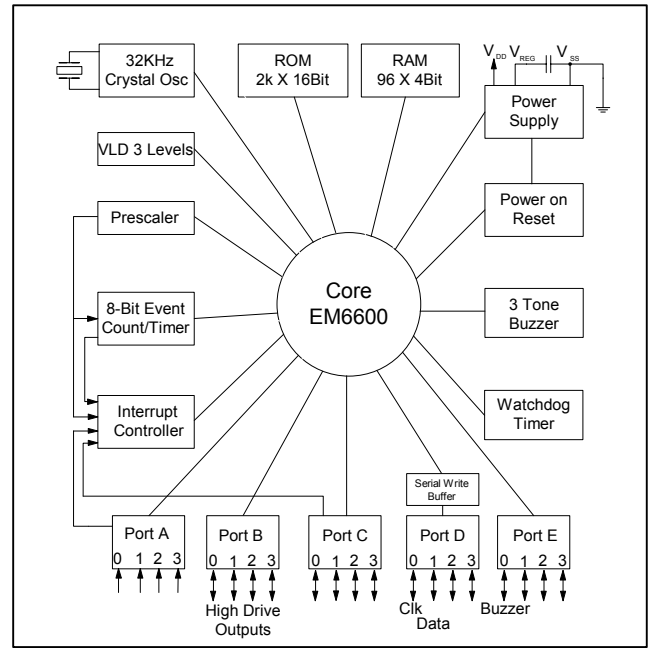 32KHz
Crystal Osc
ROM
2k X 16Bit
RAM
96 X 4Bit
VDD VREG VSS
Power
Supply
VLD 3 Levels
Prescaler
Power on
Reset
Core
EM6600
8-Bit Event
Count/Timer
3 Tone
Buzzer
Interrupt
Controller
Watchdog
Timer
Serial Write
Buffer
Port A
0 1 2 3
Port B
0 1 2 3
Port C
0 1 2 3
Port D
0 1 2 3
Port E
0 1 2 3
High Drive
Outputs
Clk
Data
Buzzer